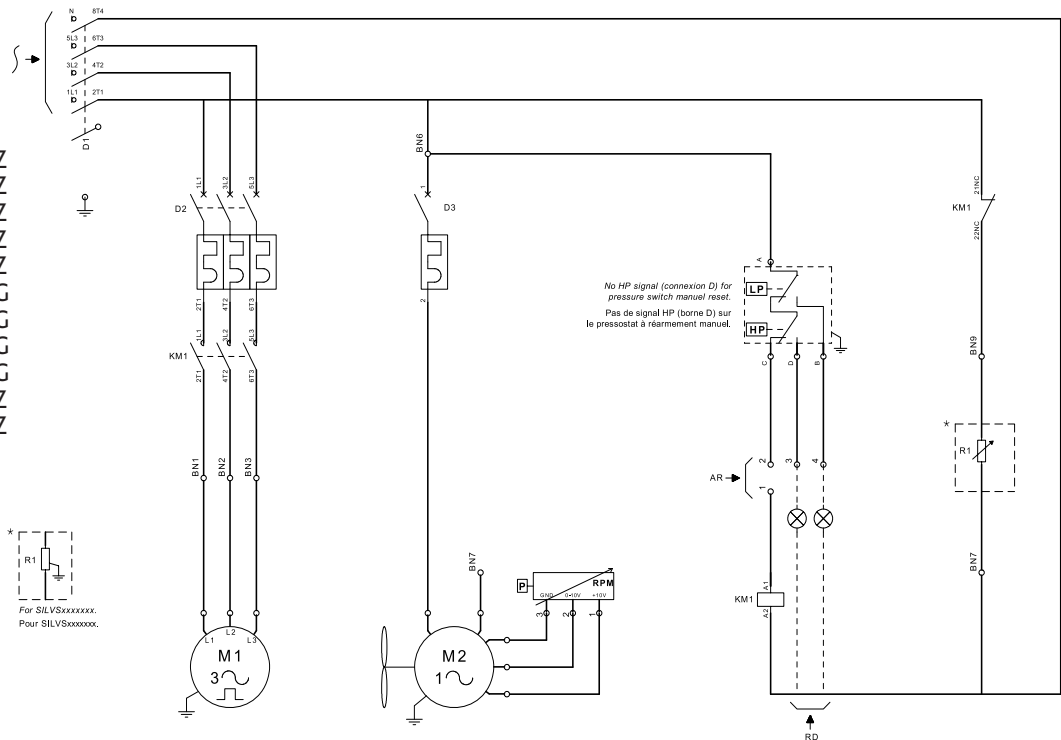 N 8T4
5L3 6T3
3L2 4T2
1L1 2T1
D1
BN6
1L1 3L2 5L3
D2
1
D3
21NC
KM1
22NC
A
No HP signal (connexion D) for
pressure switch manuel reset.
LP
Pas de signal HP (borne D) sur
le pressostat à réarmement manuel.
HP
2T1 4T2 6T3
2
1L1 3L2 5L3
KM1
2T1 4T2 6T3
C D B
BN9
BN1 BN2 BN3
2 3 4
AR
1
*
R1
*
R1
For SILVSxxxxxxx.
Pour SILVSxxxxxxx.
BN7
P
RPM
GND 0-10V +10V
3 2 1
BN7
A1
KM1
A2
L1 L2 L3
M1
3
M2
1
RD